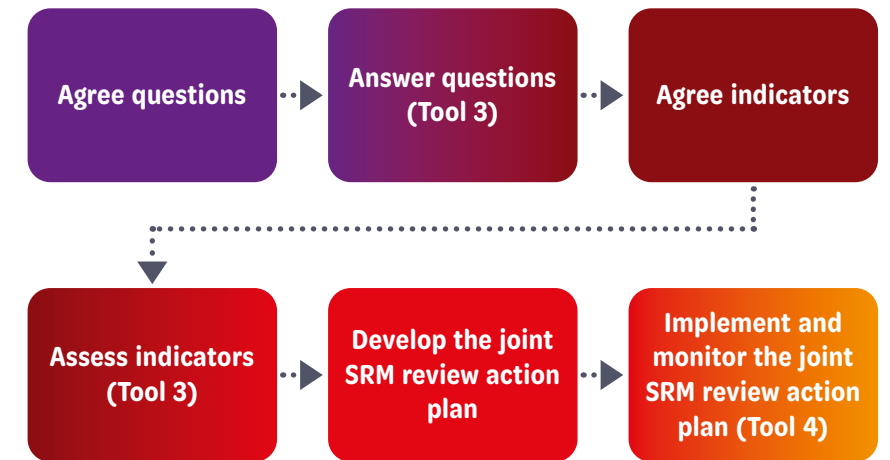 Agree questions
Answer questions
(Tool 3)
Agree indicators
Assess indicators
(Tool 3)
Develop the joint
SRM review action
plan
Implement and
monitor the joint
SRM review action
plan (Tool 4)